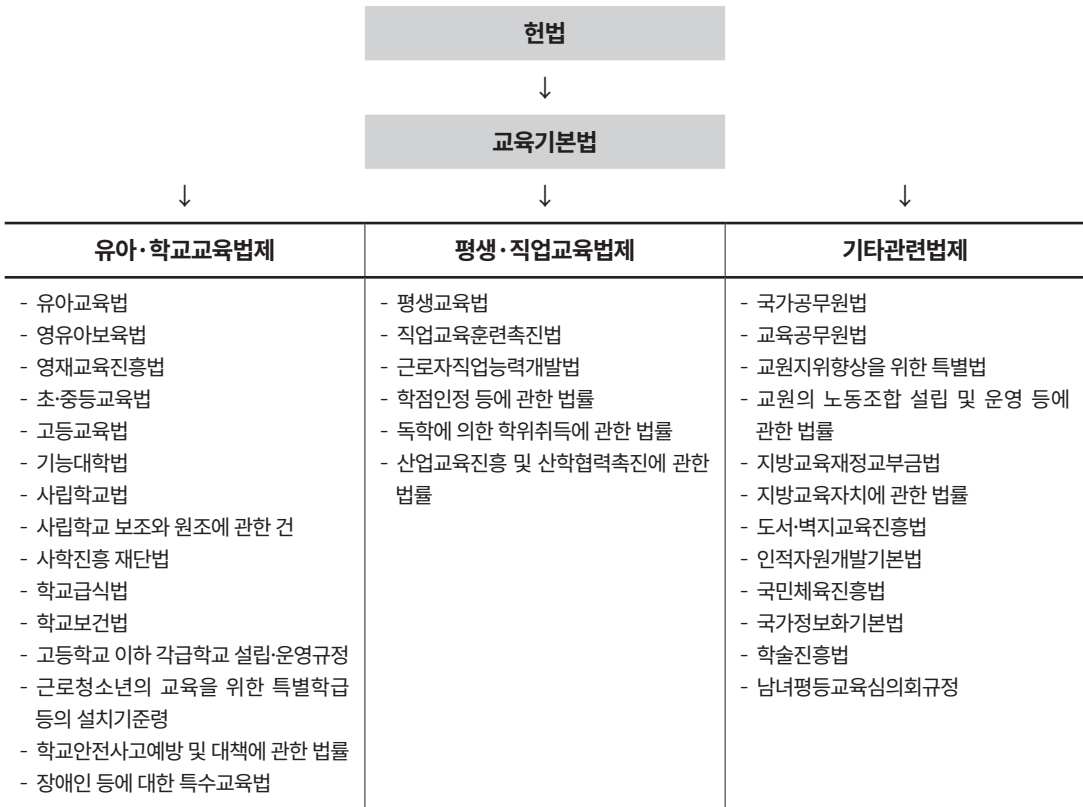 헌법
↓
교육기본법
↓ ↓ ↓
유아·학교교육법제
- 유아교육법
- 영유아보육법
- 영재교육진흥법
- 초·중등교육법
- 고등교육법
- 기능대학법
- 사립학교법
- 사립학교 보조와 원조에 관한 건
- 사학진흥 재단법
- 학교급식법
- 학교보건법
- 고등학교 이하 각급학교 설립·운영규정
- 근로청소년의 교육을 위한 특별학급
등의 설치기준령
- 학교안전사고예방 및 대책에 관한 법률
- 장애인 등에 대한 특수교육법
평생·직업교육법제
- 평생교육법
- 직업교육훈련촉진법
- 근로자직업능력개발법
- 학점인정 등에 관한 법률
- 독학에 의한 학위취득에 관한 법률
- 산업교육진흥 및 산학협력촉진에 관한
법률
기타관련법제
- 국가공무원법
- 교육공무원법
- 교원지위향상을 위한 특별법
- 교원의 노동조합 설립 및 운영 등에
관한 법률
- 지방교육재정교부금법
- 지방교육자치에 관한 법률
- 도서·벽지교육진흥법
- 인적자원개발기본법
- 국민체육진흥법
- 국가정보화기본법
- 학술진흥법
- 남녀평등교육심의회규정